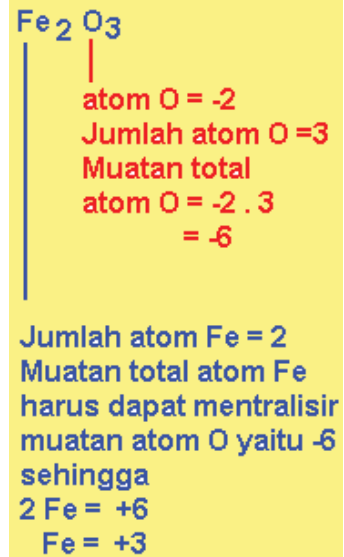 Fe2 O3
atom O = -2
Jumlah atom O =3
Muatan total
atom O = -2 . 3
= -6
Jumlah atom Fe = 2
Muatan total atom Fe
harus dapat mentralisir
muatan atom O yaitu -6
sehingga
2 Fe = +6
Fe = +3